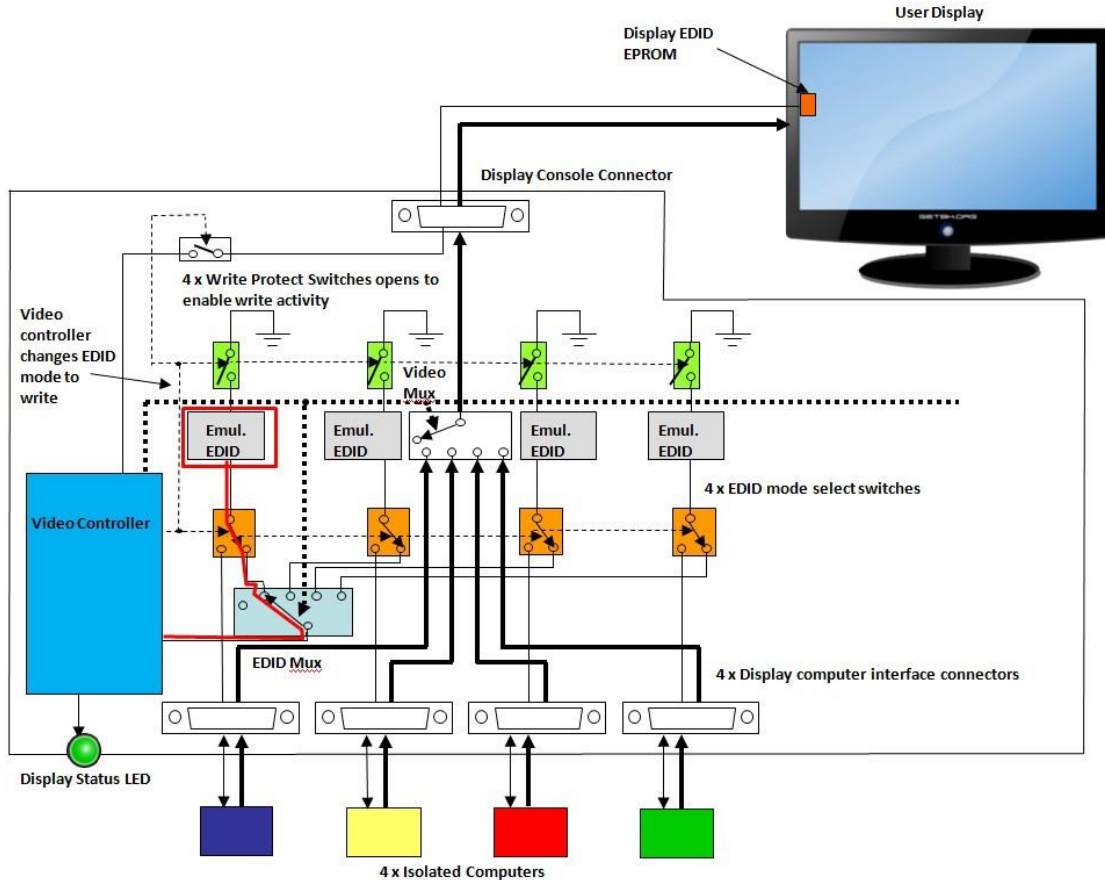 User Display
Display EDID
EPROM
Display Console Connector
GETEK.ORG
4 x Write Protect Switches opens to
enable write activity
Video
controller
changes EDID
mode to
write
Video
Mux
Emul.
EDID
Emul.
EDID
Emul.
EDID
Emul.
EDID
4 x EDID mode select switches
Video Controller
EDID Mux
4 x Display computer interface connectors
Display Status LED
4 x Isolated Computers